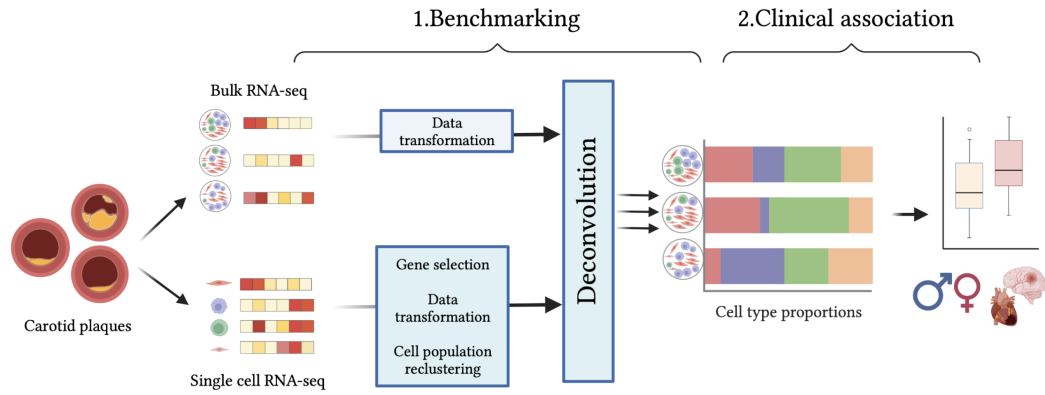 1.Benchmarking
2.Clinical association
Bulk RNA-seq
Data
transformation
Carotid plaques
Gene selection
Data
transformation
Cell population
reclustering
Single cell RNA-seq
Deconvolution
Cell type proportions